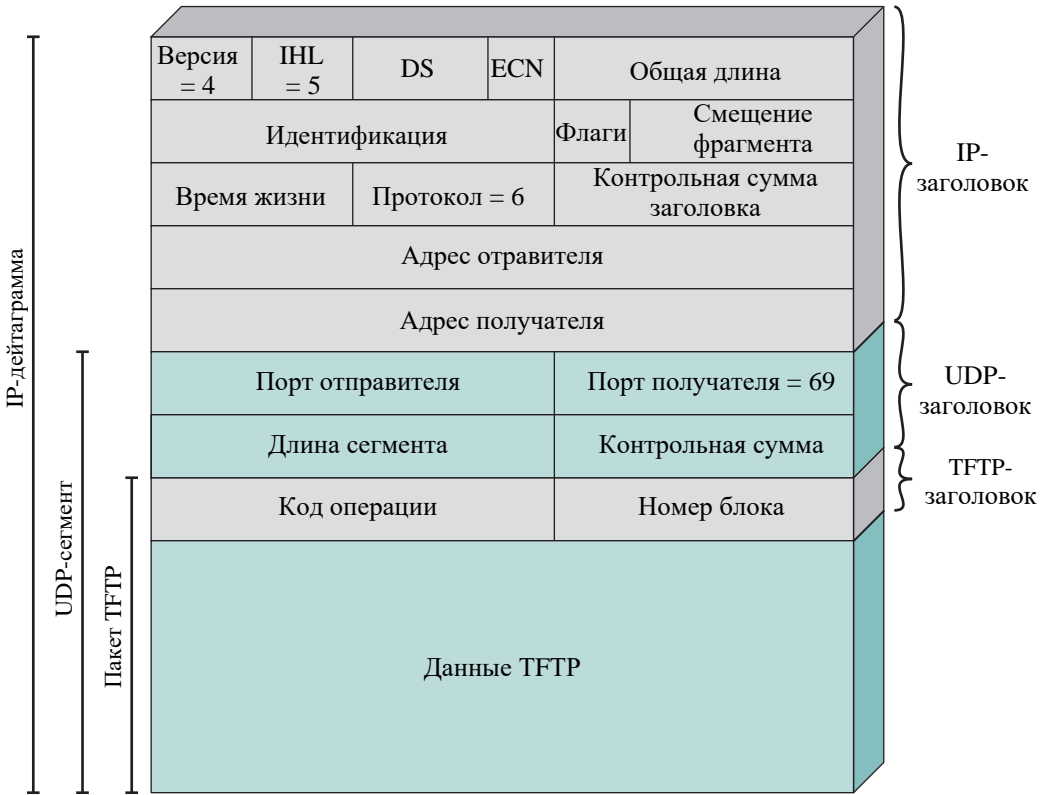 Версия
= 4
IHL
= 5
DS
ECN
Общая длина
Идентификация
Флаги
Смещение
фрагмента
Время жизни
Протокол = 6
Контрольная сумма
заголовка
Адрес отравителя
Адрес получателя
Порт отправителя
Порт получателя = 69
Длина сегмента
Контрольная сумма
Код операции
Номер блока
Данные TFTP
IP-
заголовок
UDP-
заголовок
TFTP-
заголовок
IP-дейтаграмма
UDP-сегмент
Пакет TFTP